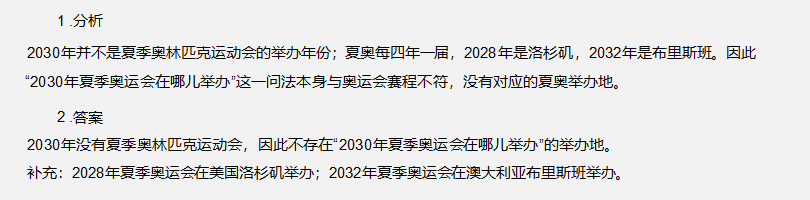 1 .分析
2030年并不是夏季奥林匹克运动会的举办年份；夏奥每四年一届，2028年是洛杉矶，2032年是布里斯班。因此
“2030年夏季奥运会在哪儿举办”这一问法本身与奥运会赛程不符，没有对应的夏奥举办地。
2 .答案
2030年没有夏季奥林匹克运动会，因此不存在“2030年夏季奥运会在哪儿举办”的举办地。
补充：2028年夏季奥运会在美国洛杉矶举办；2032年夏季奥运会在澳大利亚布里斯班举办。